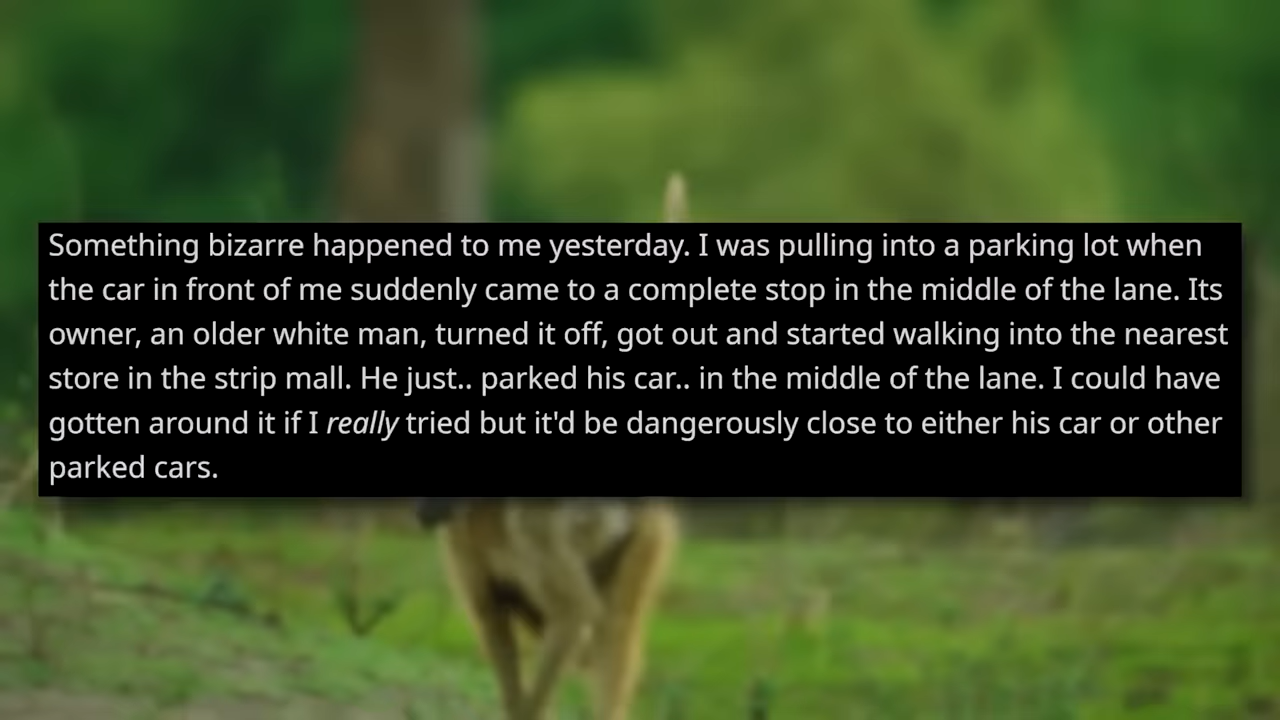 Something bizarre happened to me yesterday. I was pulling into a parking lot when
the car in front of me suddenly came to a complete stop in the middle of the lane. Its
owner, an older white man, turned it off, got out and started walking into the nearest
store in the strip mall. He just.. parked his car.. in the middle of the lane. I could have
gotten around it if I really tried but it'd be dangerously close to either his car or other
parked cars.